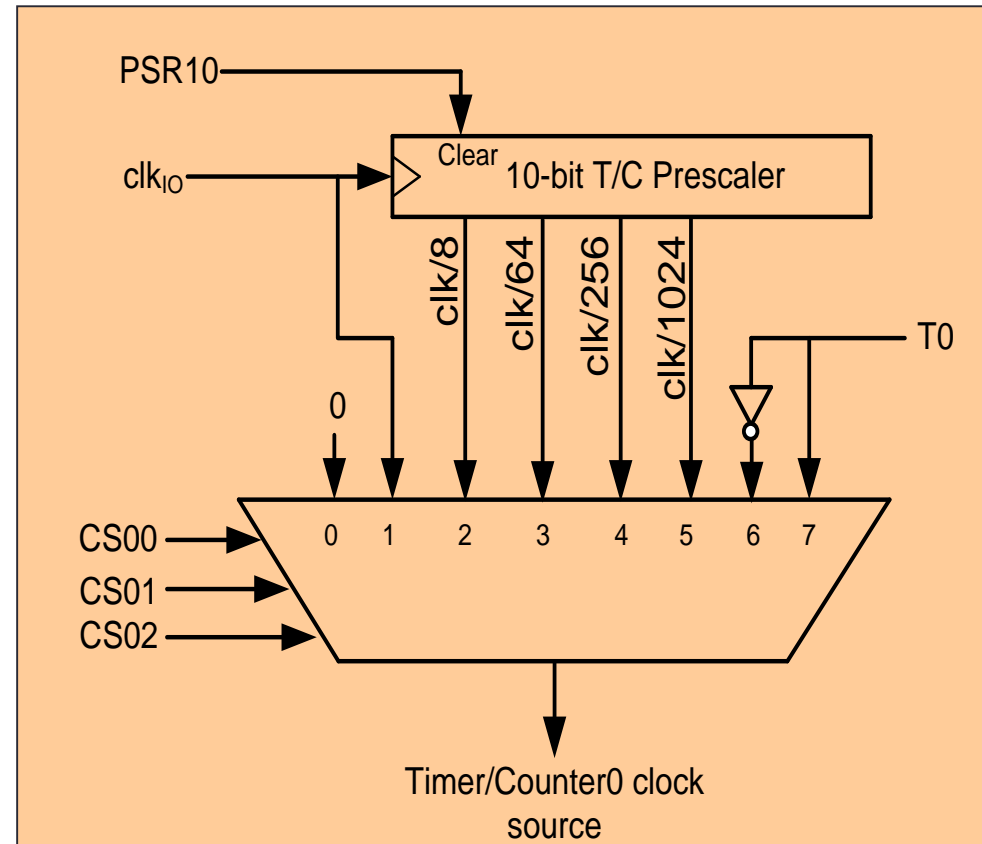 PSR10
Clear
10-bit T/C Prescaler
clkIO
clk/8
clk/64
clk/256
clk/1024
T0
0
0 1 2 3 4 5 6 7
CS00
CS01
CS02
Timer/Counter0 clock
source